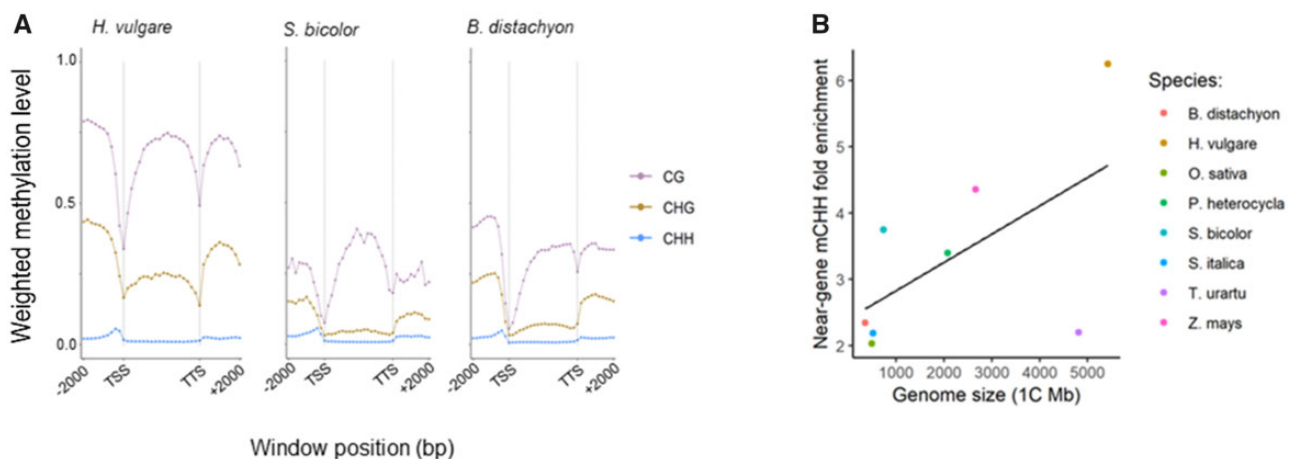 A
H. vulgare
S. bicolor
B. distachyon
Weighted methylation level
1.0
0.5
0.0
-2000
TSS
TTS
+2000
-2000
TSS
TTS
+2000
-2000
TSS
TTS
+2000
Window position (bp)
CG
CHG
CHH
B
Near-gene mCHH fold enrichment
6
5
4
3
2
1000
2000
3000
4000
5000
Genome size (1C Mb)
Species:
B. distachyon
H. vulgare
O. sativa
P. heterocycla
S. bicolor
S. italica
T. urartu
Z. mays